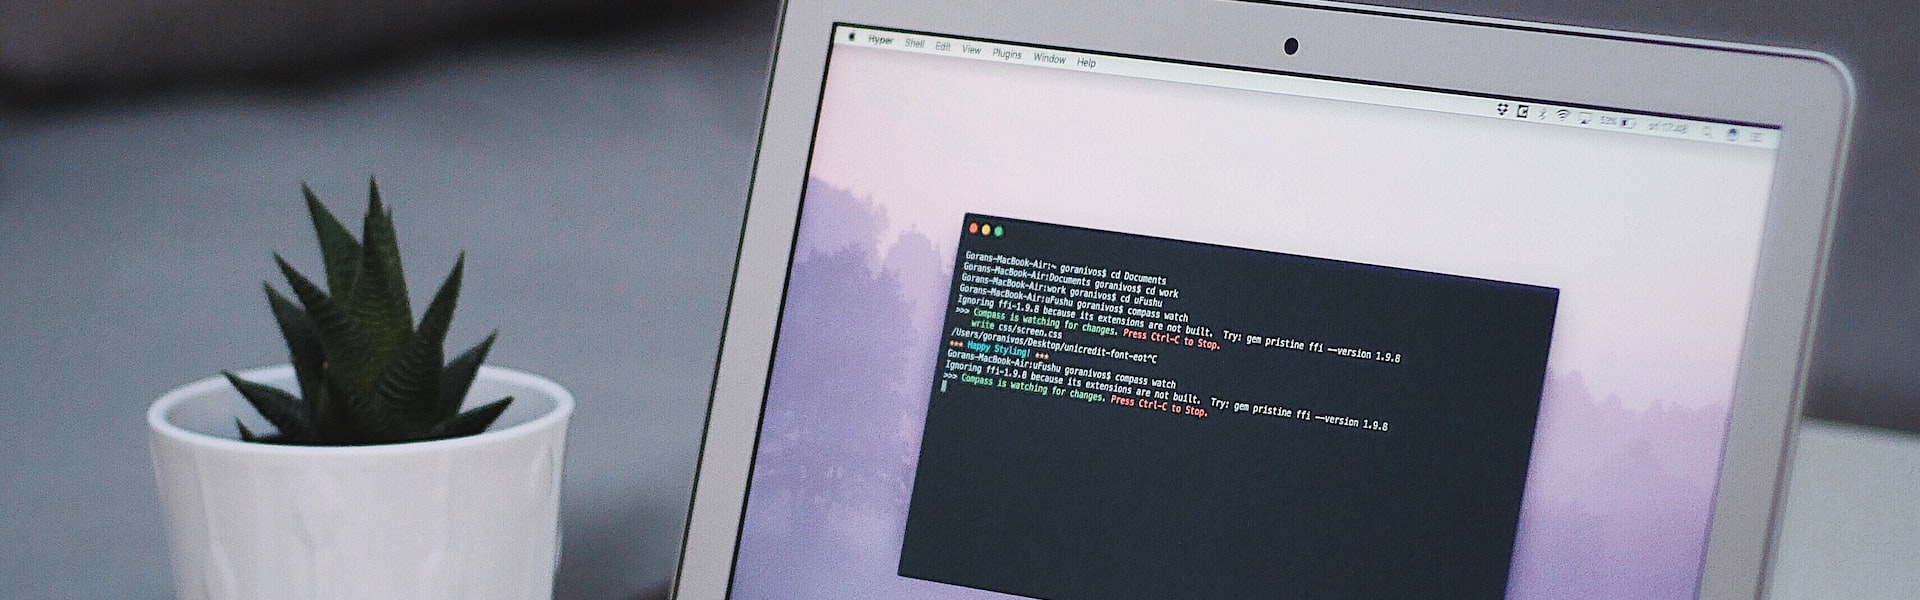 Hyper Shell Edit View Plugins Window Help
53%
Gorans-MacBook-Air:~ goranivos$ cd Documents
Gorans-MacBook-Air:Documents goranivos$ cd work
Gorans-MacBook-Air:work goranivos$ cd uFushu
Gorans-MacBook-Air:uFushu goranivos$ compass watch
Ignoring ffi-1.9.8 because its extensions are not built. Try: gem pristine ffi --version 1.9.8
>>> Compass is watching for changes. Press Ctrl-C to Stop.
write css/screen.css
/Users/goranivos/Desktop/unicredit-font-eot^C
*** Happy Styling! ***
Gorans-MacBook-Air:uFushu goranivos$ compass watch
Ignoring ffi-1.9.8 because its extensions are not built. Try: gem pristine ffi --version 1.9.8
>>> Compass is watching for changes. Press Ctrl-C to Stop.